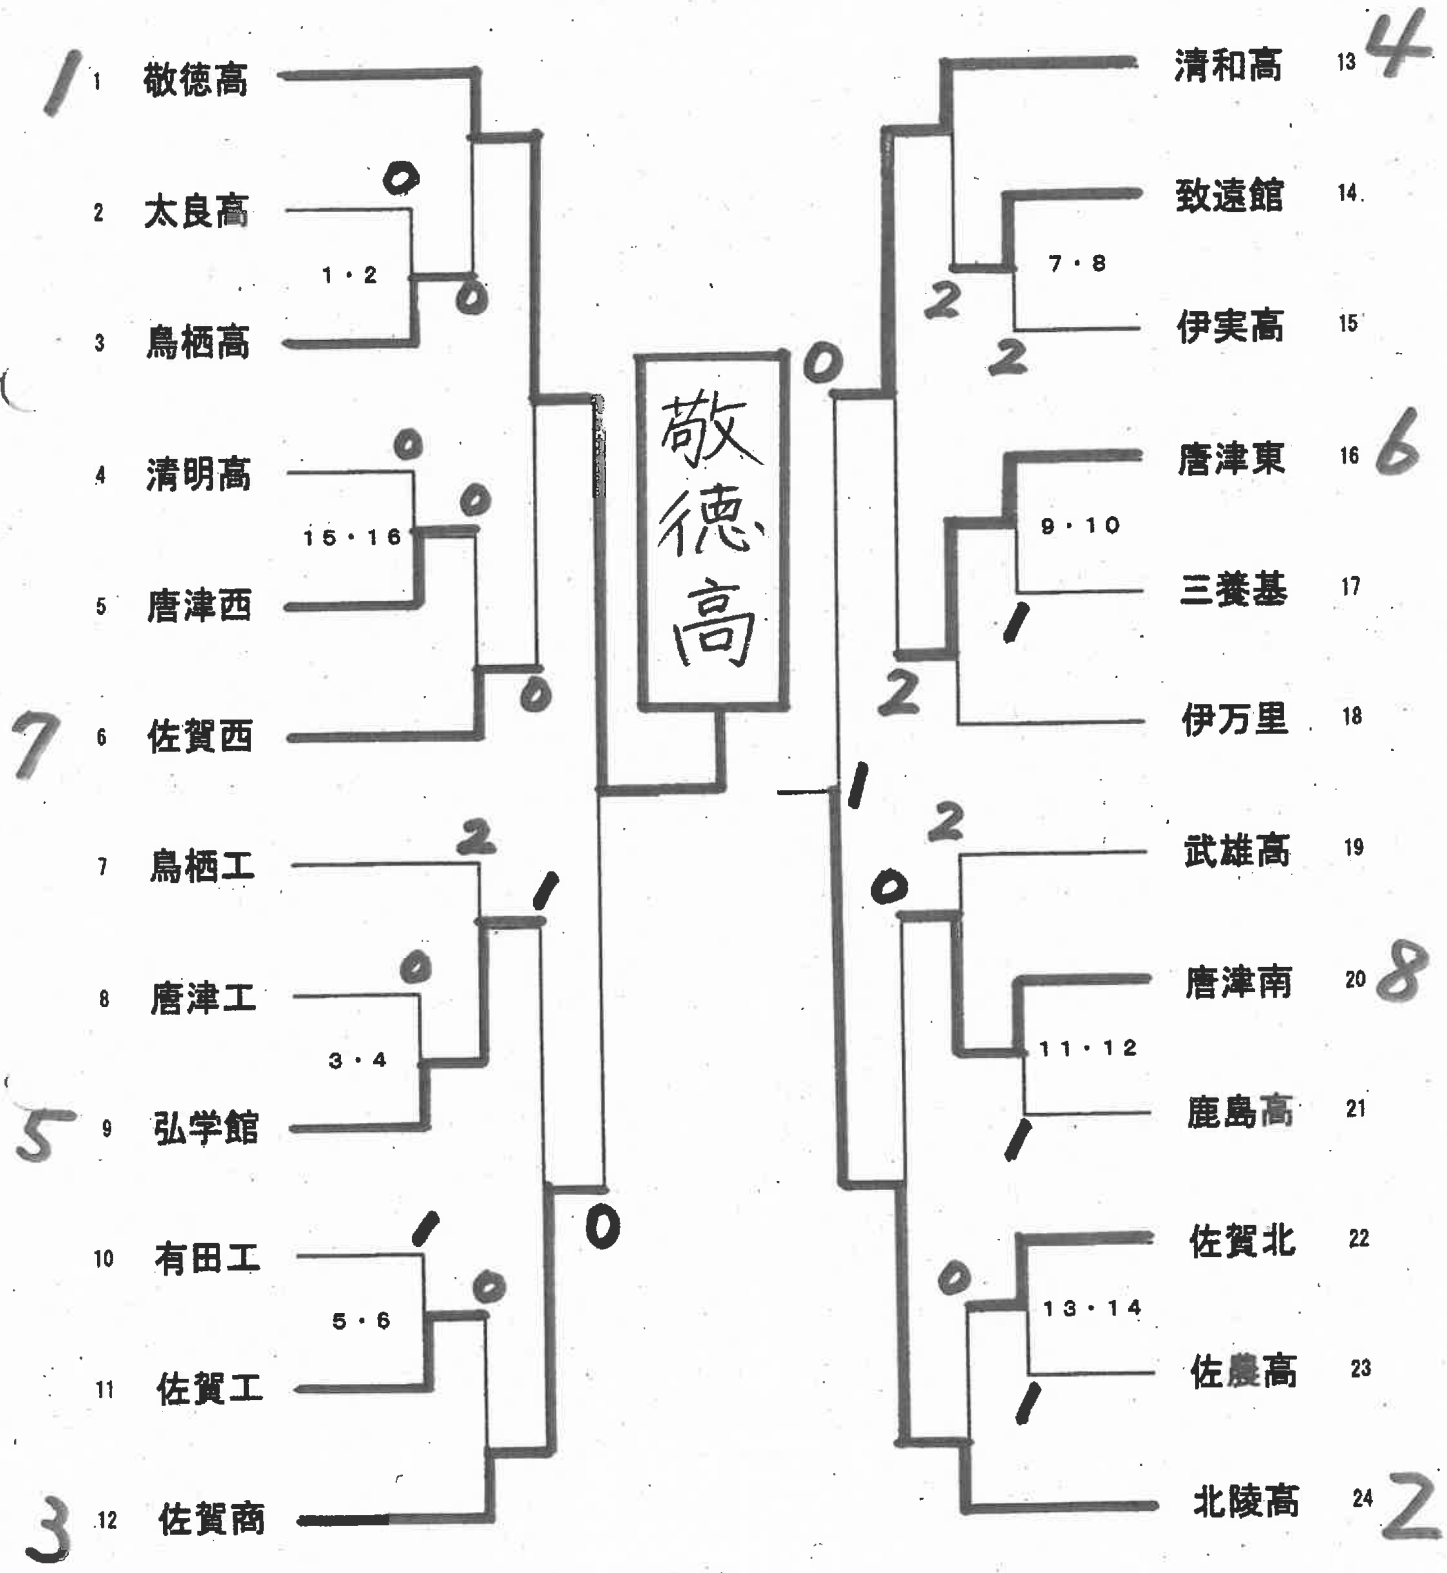 1 1 敬徳高
0
2 太良高
1・2
0
3 鳥栖高
0
4 清明高
0
15・16
5 唐津西
0
7 6 佐賀西
2
7 鳥栖工
1
0
8 唐津工
3・4
5 9 弘学館
1
0
10 有田工
0
5・6
11 佐賀工
3 12 佐賀商
敬徳高
清和高 13 4
致遠館 14
7・8
2
伊実高 15
0
2
唐津東 16 6
9・10
三養基 17
1
2
伊万里 18
1
2
武雄高 19
0
唐津南 20 8
11・12
鹿島高 21
1
佐賀北 22
0
13・14
佐農高 23
1
北陵高 24 2